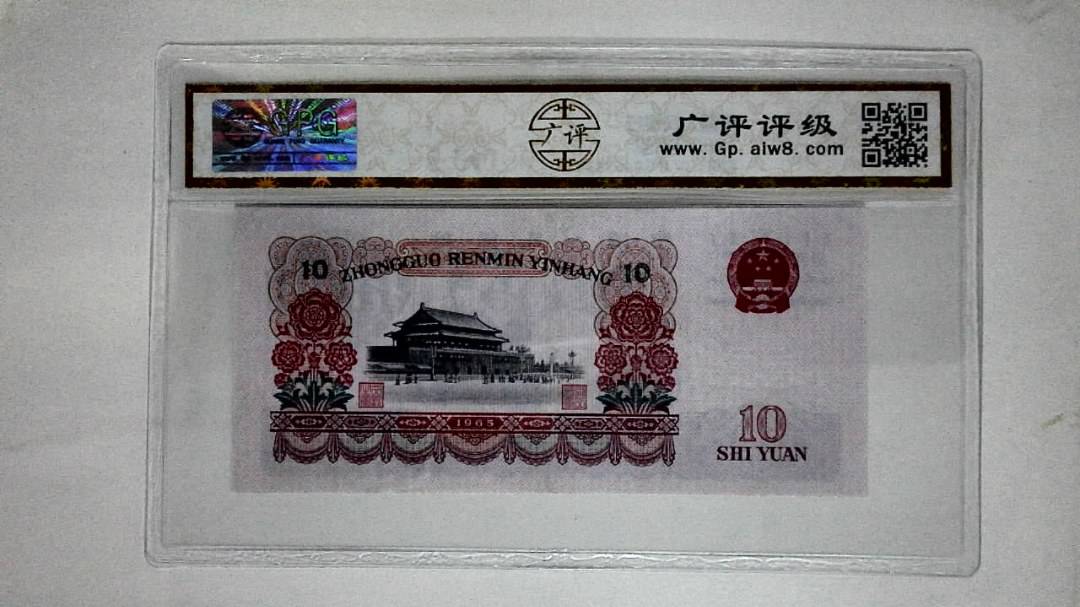 GPG
广评
广评评级
www. Gp. aiw8. com
10 ZHONGGUO RENMIN YINHANG 10
1965
10
SHI YUAN